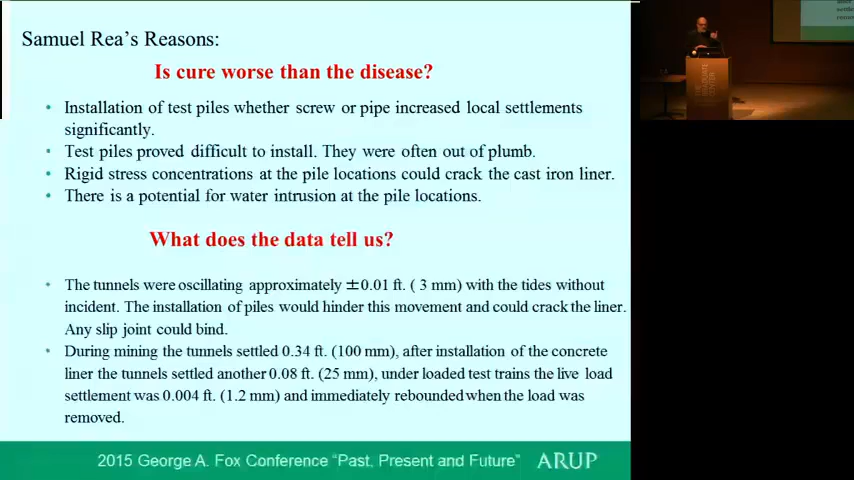 Samuel Rea's Reasons:
Is cure worse than the disease?
• Installation of test piles whether screw or pipe increased local settlements
significantly.
• Test piles proved difficult to install. They were often out of plumb.
• Rigid stress concentrations at the pile locations could crack the cast iron liner.
• There is a potential for water intrusion at the pile locations.
What does the data tell us?
• The tunnels were oscillating approximately ±0.01 ft. ( 3 mm) with the tides without
incident. The installation of piles would hinder this movement and could crack the liner.
Any slip joint could bind.
• During mining the tunnels settled 0.34 ft. (100 mm), after installation of the concrete
liner the tunnels settled another 0.08 ft. (25 mm), under loaded test trains the live load
settlement was 0.004 ft. (1.2 mm) and immediately rebounded when the load was
removed.
2015 George A. Fox Conference "Past, Present and Future" ARUP